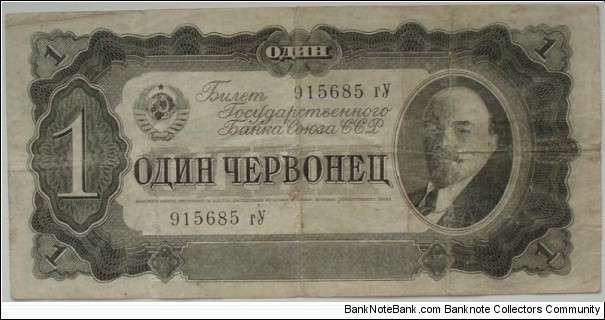 1 ОДИН 1
Билет 915685 гУ
Государственного
Банка Союза ССР
1
ОДИН ЧЕРВОНЕЦ
915685 гУ
1 1
BankNoteBank.com Banknote Collectors Community